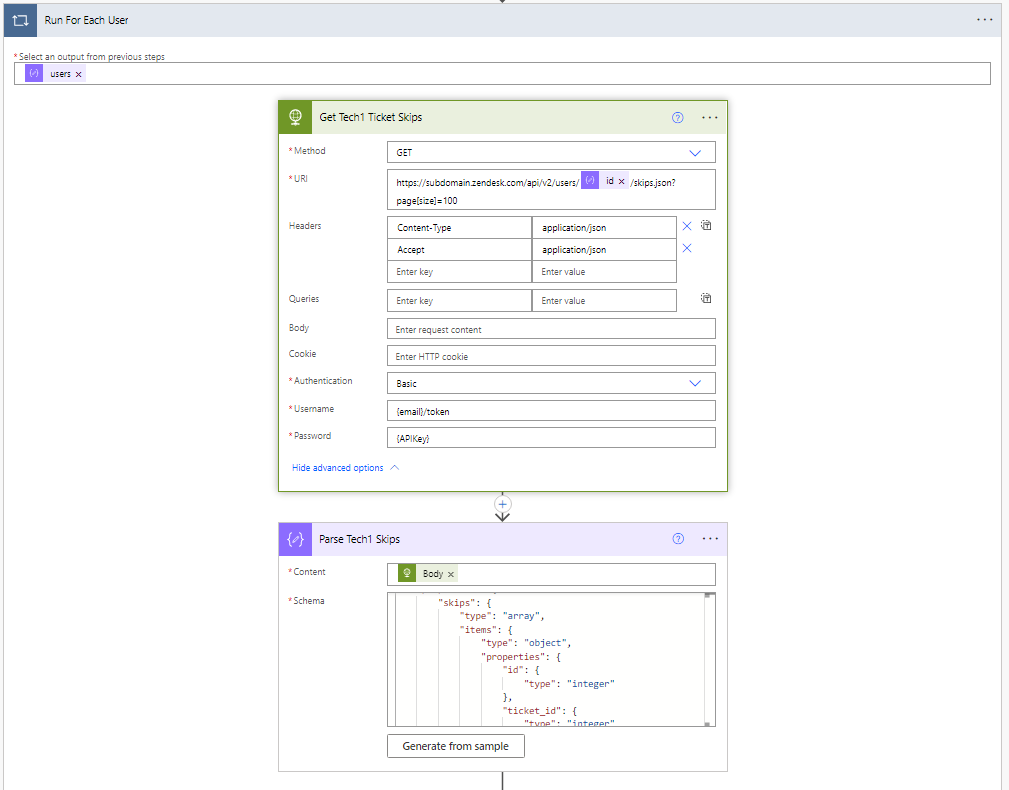 Run For Each User
*Select an output from previous steps
users
Get Tech1 Ticket Skips
*Method
GET
*URI
https://subdomain.zendesk.com/api/v2/users/ id /skips.json?
page[size]=100
Headers
Content-Type application/json
Accept application/json
Enter key Enter value
Queries
Enter key Enter value
Body
Enter request content
Cookie
Enter HTTP cookie
*Authentication
Basic
*Username
{email}/token
*Password
{APIKey}
Hide advanced options
Parse Tech1 Skips
*Content
Body
*Schema
"skips": {
"type": "array",
"items": {
"type": "object",
"properties": {
"id": {
"type": "integer"
},
"ticket_id": {
"type": "integer"
Generate from sample